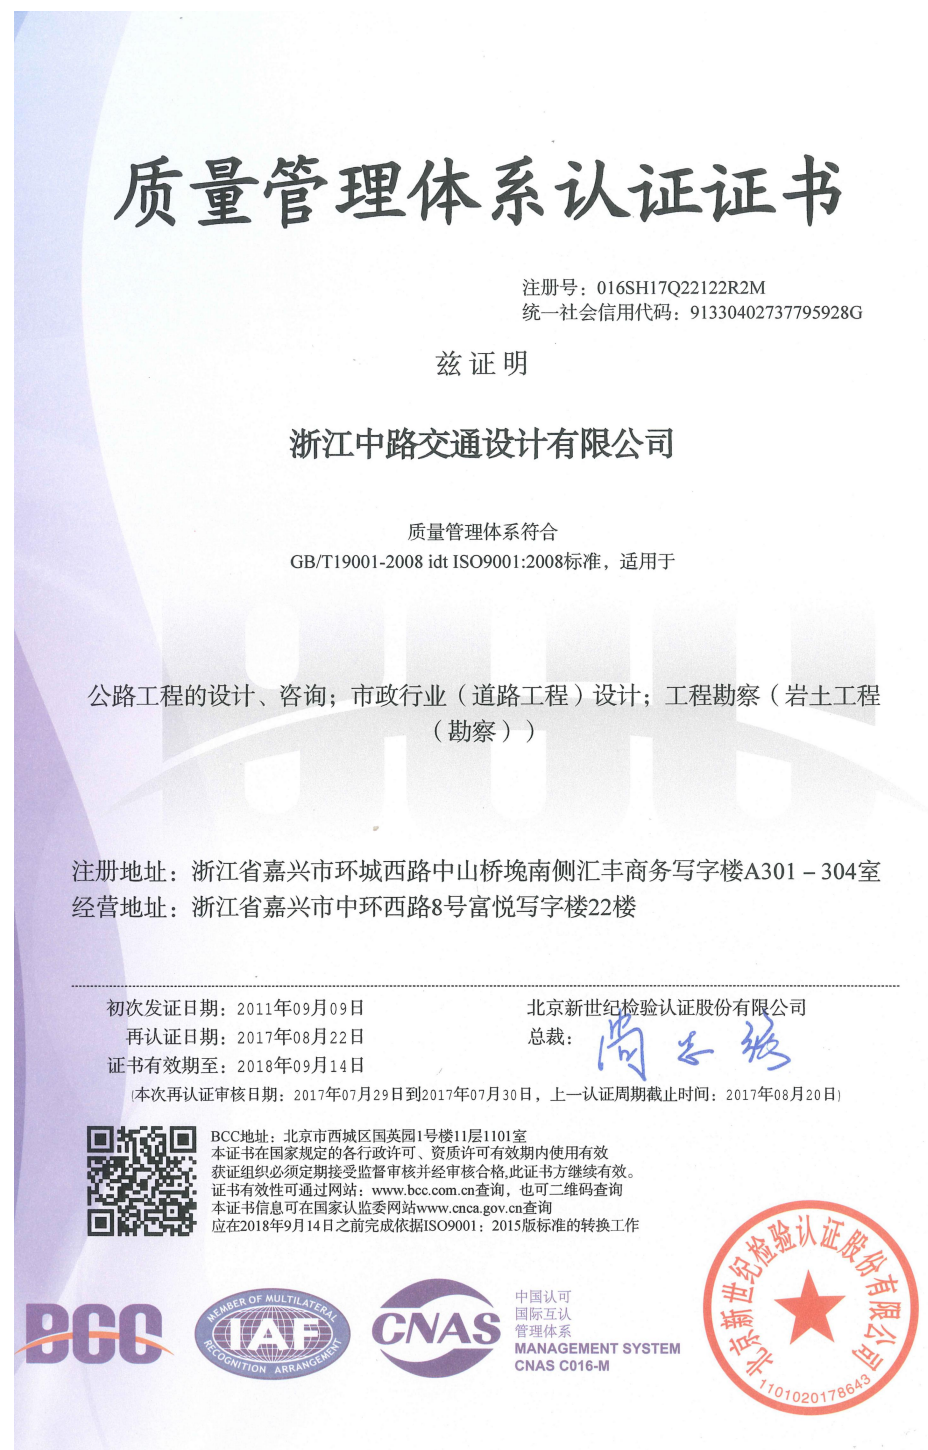 质量管理体系认证证书
注册号：016SH17Q22122R2M
统一社会信用代码：91330402737795928G
兹证明
浙江中路交通设计有限公司
质量管理体系符合
GB/T19001-2008 idt ISO9001:2008标准，适用于
公路工程的设计、咨询；市政行业（道路工程）设计；工程勘察（岩土工程
（勘察））
注册地址：浙江省嘉兴市环城西路中山桥堍南侧汇丰商务写字楼A301－304室
经营地址：浙江省嘉兴市中环西路8号富悦写字楼22楼
初次发证日期：2011年09月09日
再认证日期：2017年08月22日
证书有效期至：2018年09月14日
北京新世纪检验认证股份有限公司
总裁：
(本次再认证审核日期：2017年07月29日到2017年07月30日，上一认证周期截止时间：2017年08月20日)
BCC地址：北京市西城区国英园1号楼11层1101室
本证书在国家规定的各行政许可、资质许可有效期内使用有效
获证组织必须定期接受监督审核并经审核合格,此证书方继续有效。
证书有效性可通过网站：www.bcc.com.cn查询，也可二维码查询
本证书信息可在国家认监委网站www.cnca.gov.cn查询
应在2018年9月14日之前完成依据ISO9001：2015版标准的转换工作
BCC
MEMBER OF MULTILATERAL
IAF
RECOGNITION ARRANGEMENT
CNAS
中国认可
国际互认
管理体系
MANAGEMENT SYSTEM
CNAS C016-M
北京新世纪检验认证股份有限公司
1101020178643